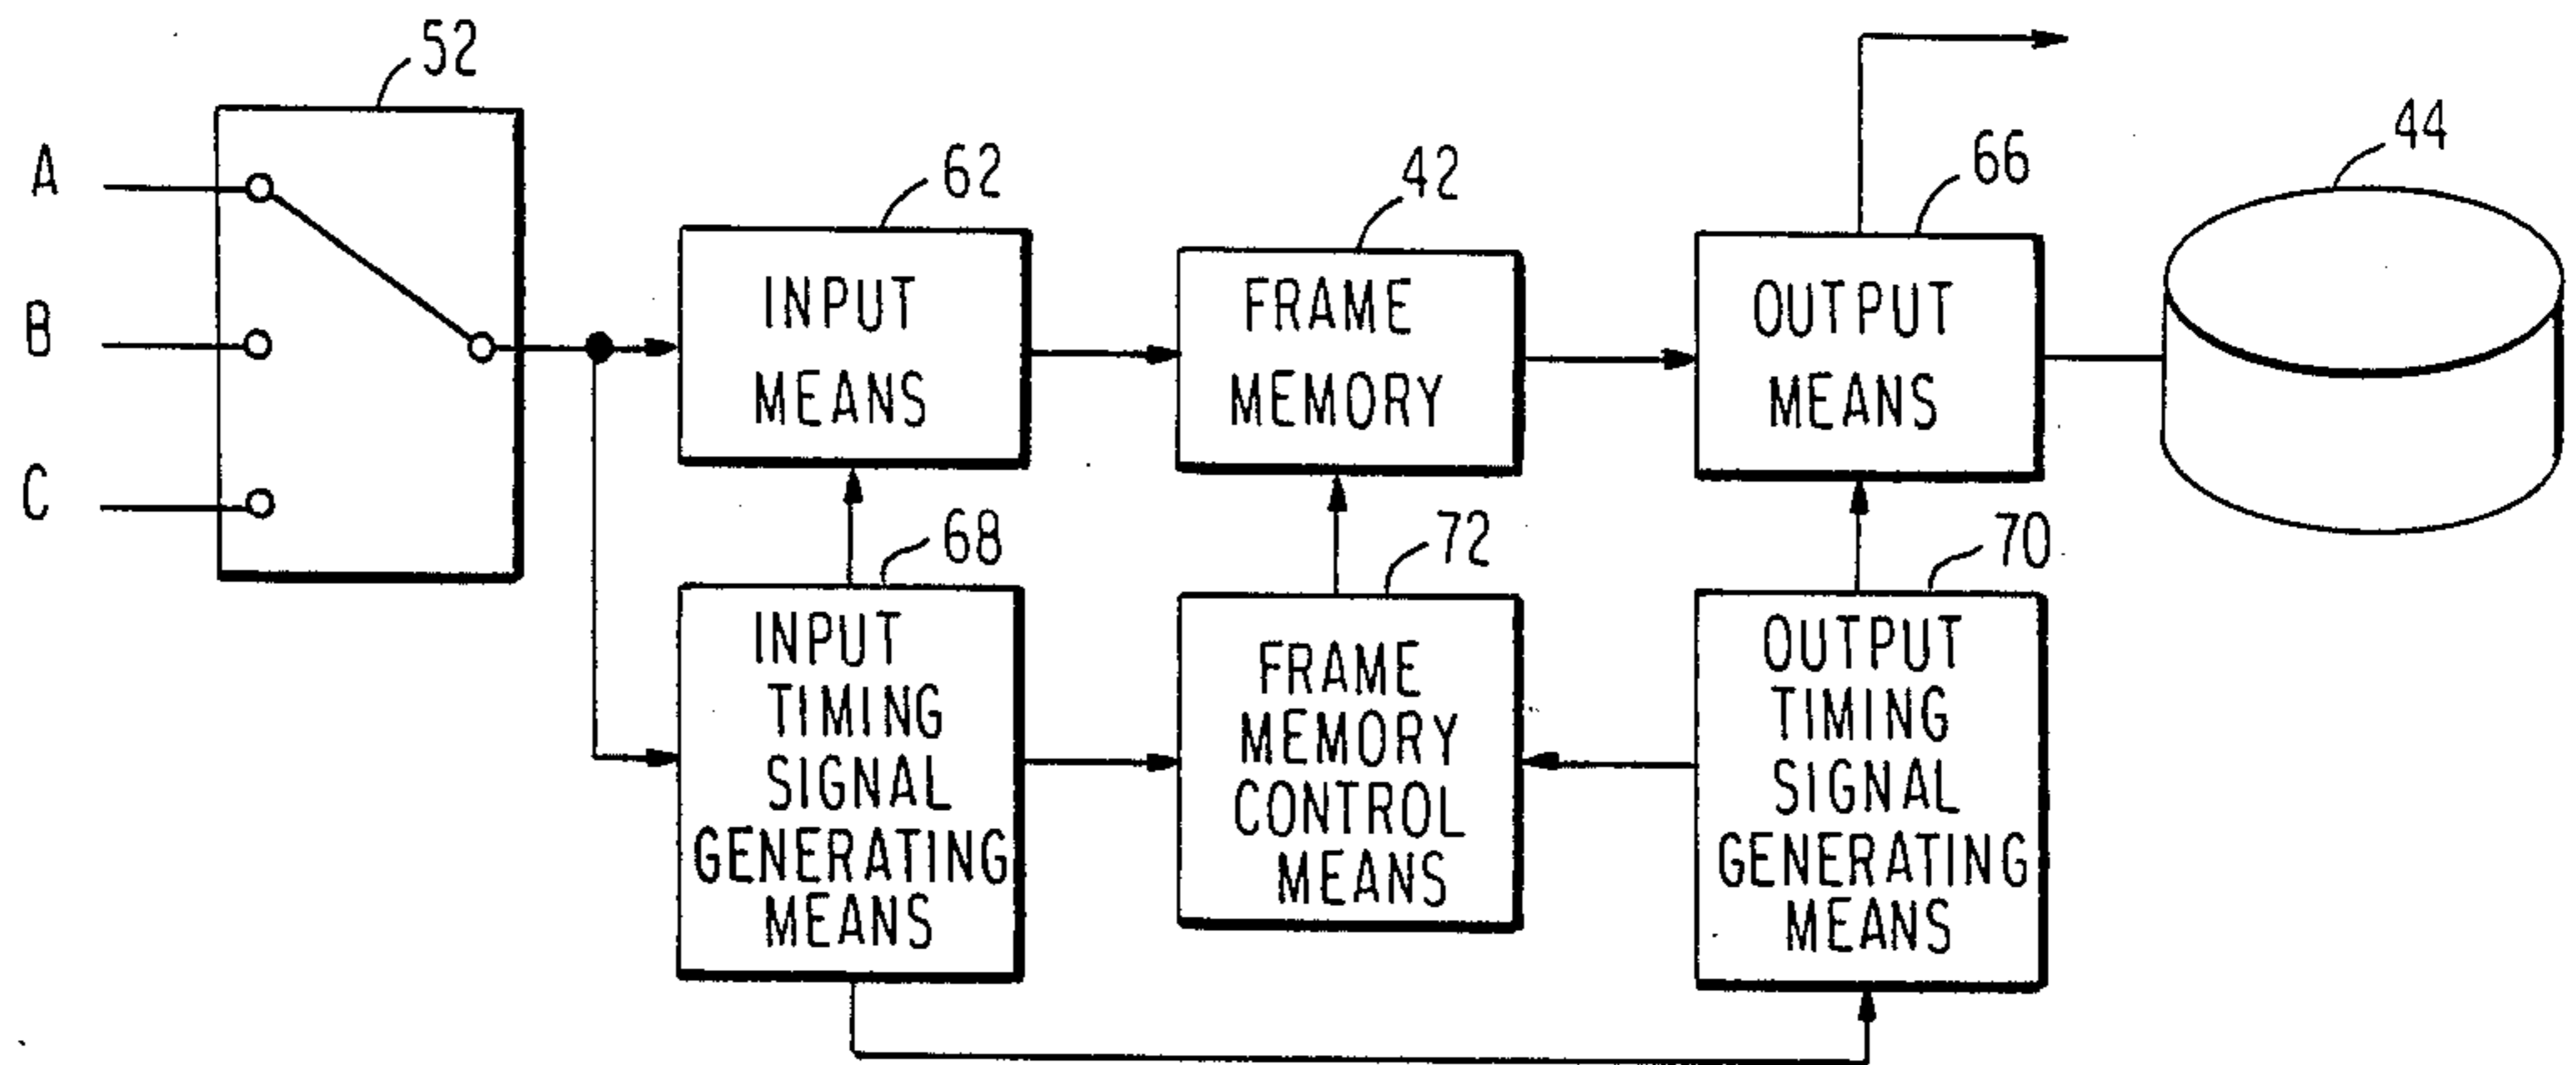 52
A
B
C
62
INPUT
MEANS
42
FRAME
MEMORY
66
OUTPUT
MEANS
44
68
INPUT
TIMING
SIGNAL
GENERATING
MEANS
72
FRAME
MEMORY
CONTROL
MEANS
70
OUTPUT
TIMING
SIGNAL
GENERATING
MEANS